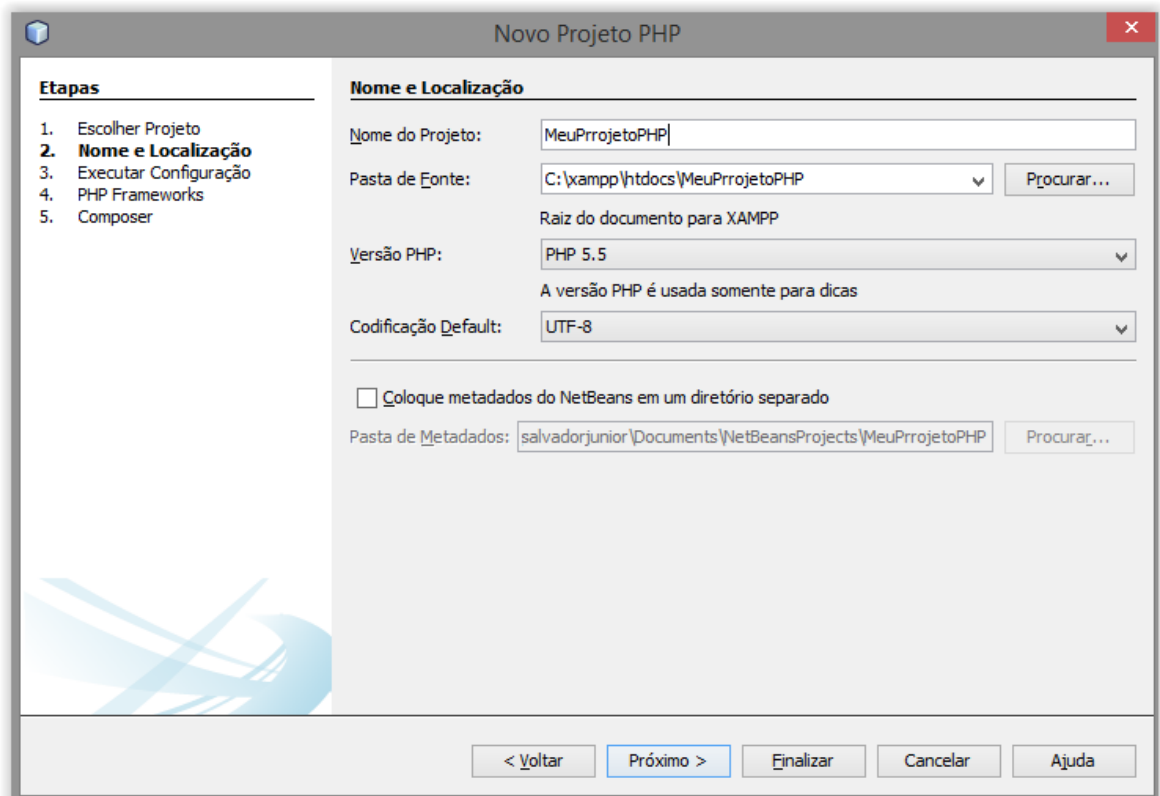 Novo Projeto PHP
Etapas
1. Escolher Projeto
2. Nome e Localização
3. Executar Configuração
4. PHP Frameworks
5. Composer
Nome e Localização
Nome do Projeto: MeuPrrojetoPHP
Pasta de Fonte: C:\xampp\htdocs\MeuPrrojetoPHP Procurar...
Raiz do documento para XAMPP
Versão PHP: PHP 5.5
A versão PHP é usada somente para dicas
Codificação Default: UTF-8
Coloque metadados do NetBeans em um diretório separado
Pasta de Metadados: salvadorjunior\Documents\NetBeansProjects\MeuPrrojetoPHP Procurar...
< Voltar Próximo > Finalizar Cancelar Ajuda